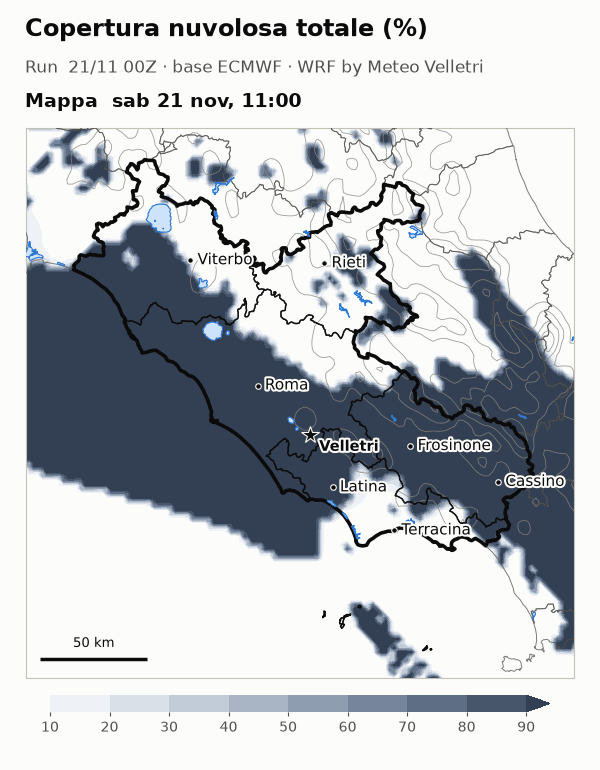 Copertura nuvolosa totale (%)
Run 21/11 00Z · base ECMWF · WRF by Meteo Velletri
Mappa sab 21 nov, 11:00
Viterbo
Rieti
Roma
Velletri
Frosinone
Cassino
Latina
Terracina
50 km
10 20 30 40 50 60 70 80 90